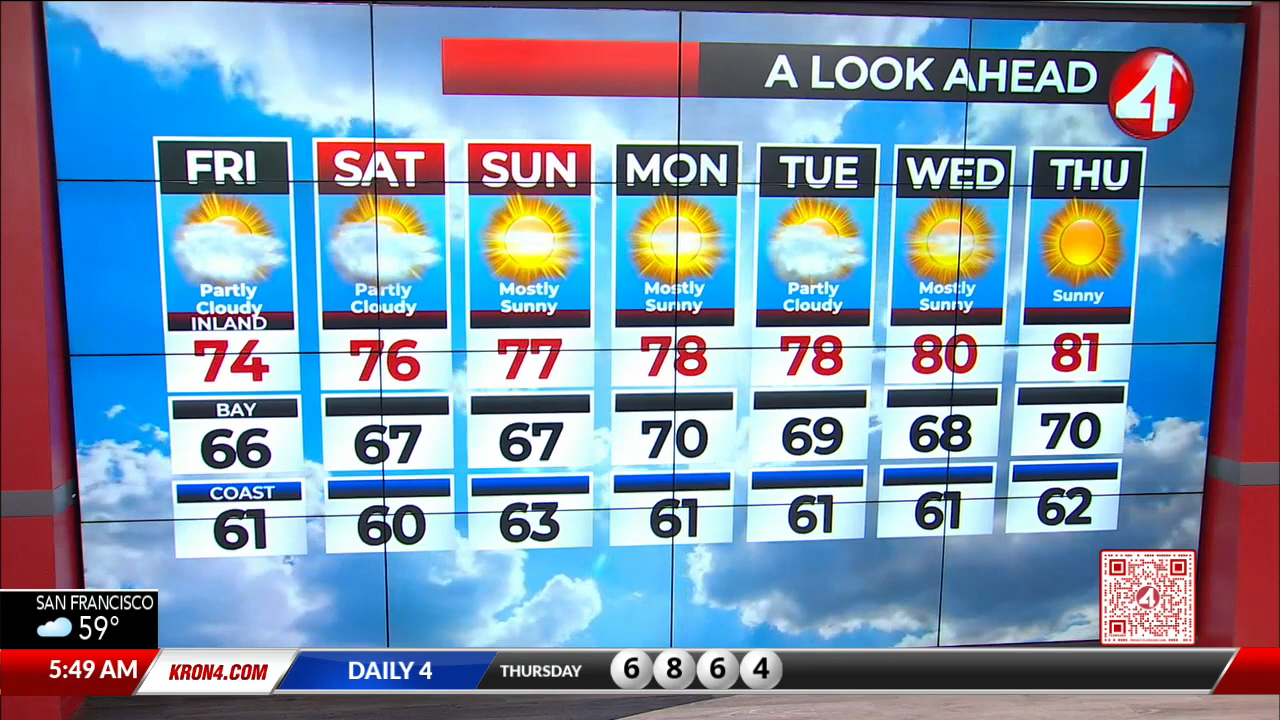 A LOOK AHEAD
4
FRI SAT SUN MON TUE WED THU
Partly Cloudy
Partly Cloudy
Mostly Sunny
Mostly Sunny
Partly Cloudy
Mostly Sunny
Sunny
INLAND
74 76 77 78 78 80 81
BAY
66 67 67 70 69 68 70
COAST
61 60 63 61 61 61 62
4
SAN FRANCISCO
59°
5:49 AM KRON4.COM DAILY 4 THURSDAY 6 8 6 4